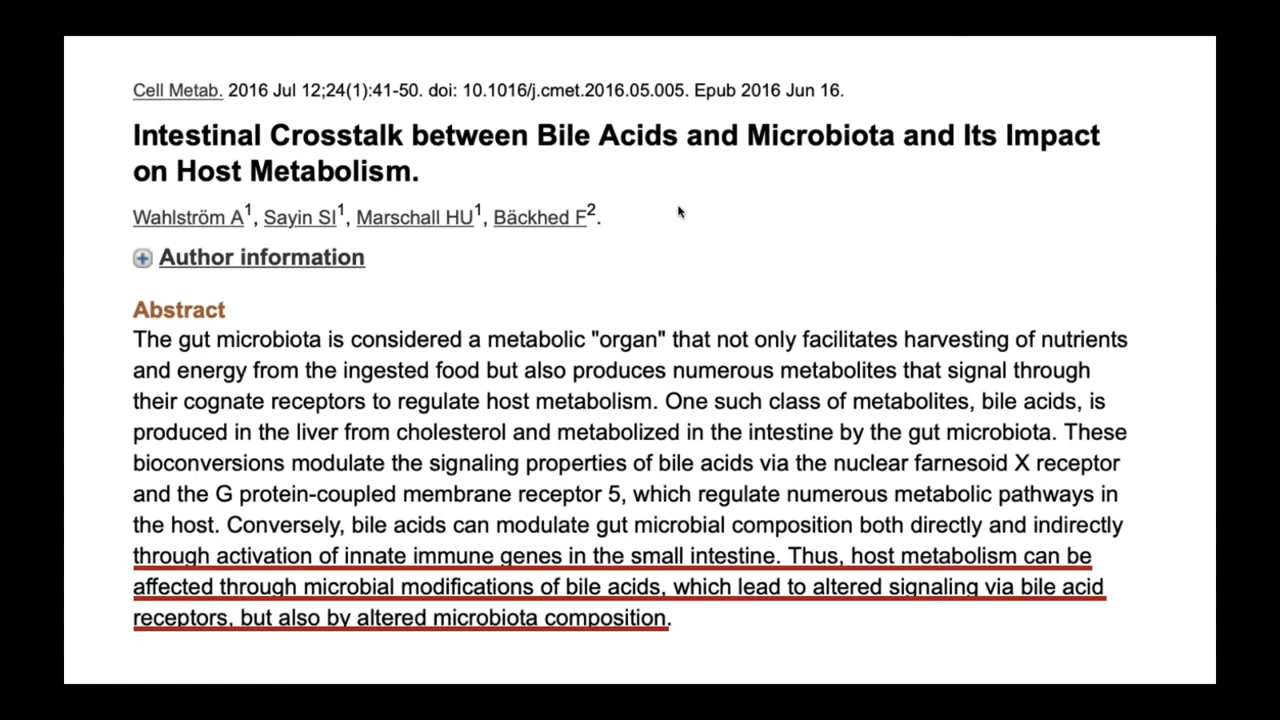 Cell Metab. 2016 Jul 12;24(1):41-50. doi: 10.1016/j.cmet.2016.05.005. Epub 2016 Jun 16.
Intestinal Crosstalk between Bile Acids and Microbiota and Its Impact
on Host Metabolism.
Wahlström A1, Sayin SI1, Marschall HU1, Bäckhed F2.
Author information
Abstract
The gut microbiota is considered a metabolic "organ" that not only facilitates harvesting of nutrients
and energy from the ingested food but also produces numerous metabolites that signal through
their cognate receptors to regulate host metabolism. One such class of metabolites, bile acids, is
produced in the liver from cholesterol and metabolized in the intestine by the gut microbiota. These
bioconversions modulate the signaling properties of bile acids via the nuclear farnesoid X receptor
and the G protein-coupled membrane receptor 5, which regulate numerous metabolic pathways in
the host. Conversely, bile acids can modulate gut microbial composition both directly and indirectly
through activation of innate immune genes in the small intestine. Thus, host metabolism can be
affected through microbial modifications of bile acids, which lead to altered signaling via bile acid
receptors, but also by altered microbiota composition.